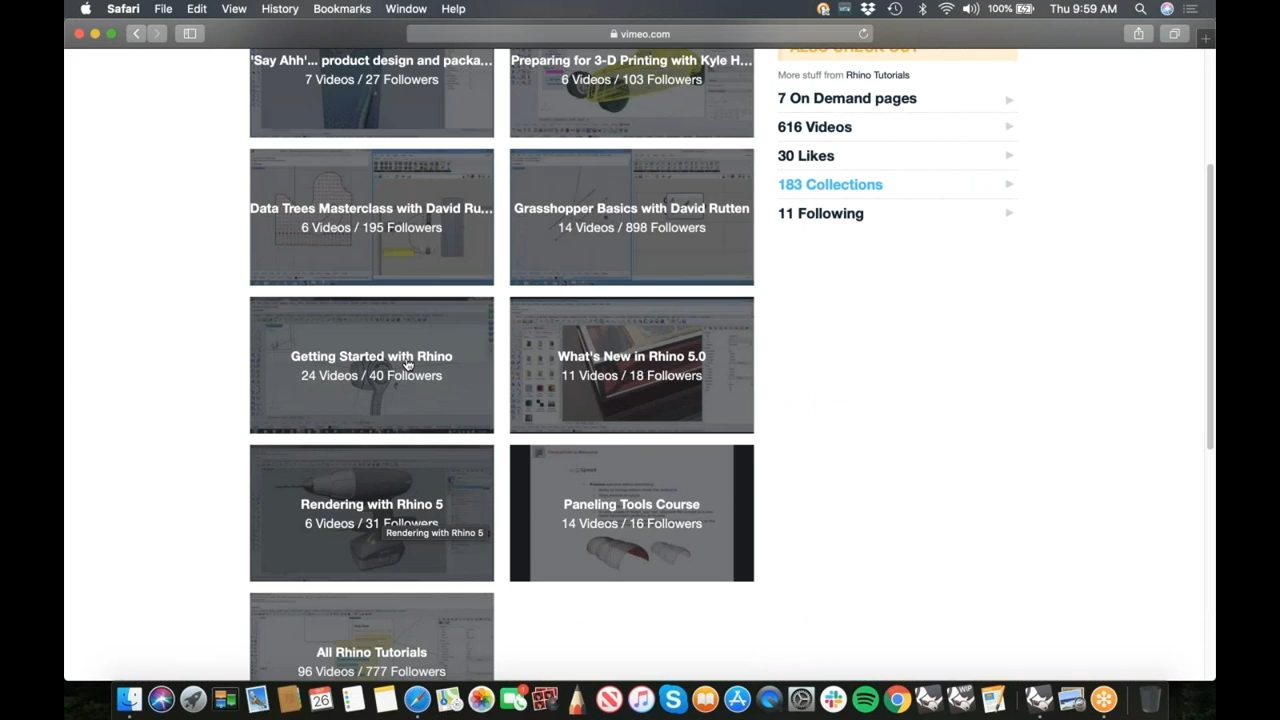 Safari File Edit View History Bookmarks Window Help 100% Thu 9:59 AM
vimeo.com
'Say Ahh'... product design and packa...
7 Videos / 27 Followers
Preparing for 3-D Printing with Kyle H...
6 Videos / 103 Followers
Data Trees Masterclass with David Ru...
6 Videos / 195 Followers
Grasshopper Basics with David Rutten
14 Videos / 898 Followers
Getting Started with Rhino
24 Videos / 40 Followers
What's New in Rhino 5.0
11 Videos / 18 Followers
Rendering with Rhino 5
6 Videos / 31 Followers
Rendering with Rhino 5
Speed
Paneling Tools Course
14 Videos / 16 Followers
All Rhino Tutorials
96 Videos / 777 Followers
ALSO CHECK OUT
More stuff from Rhino Tutorials
7 On Demand pages
616 Videos
30 Likes
183 Collections
11 Following
26
1